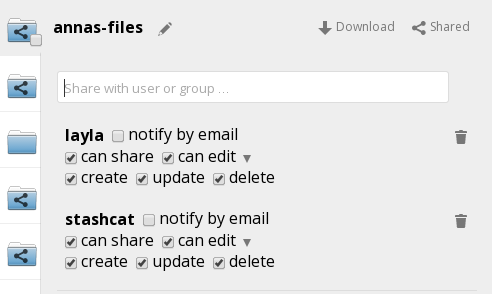 annas-files Download Shared
Share with user or group ...
layla notify by email
can share can edit
create update delete
stashcat notify by email
can share can edit
create update delete